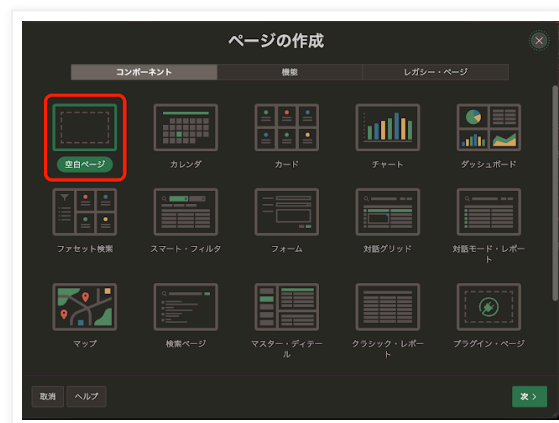 ページの作成
コンポーネント 機能 レガシー・ページ
空白ページ カレンダ カード チャート ダッシュボード
ファセット検索 スマート・フィルタ フォーム 対話グリッド 対話モード・レポー
ト
マップ 検索ページ マスター・ディテー クラシック・レポー プラグイン・ページ
ル ト
取消 ヘルプ 次 >